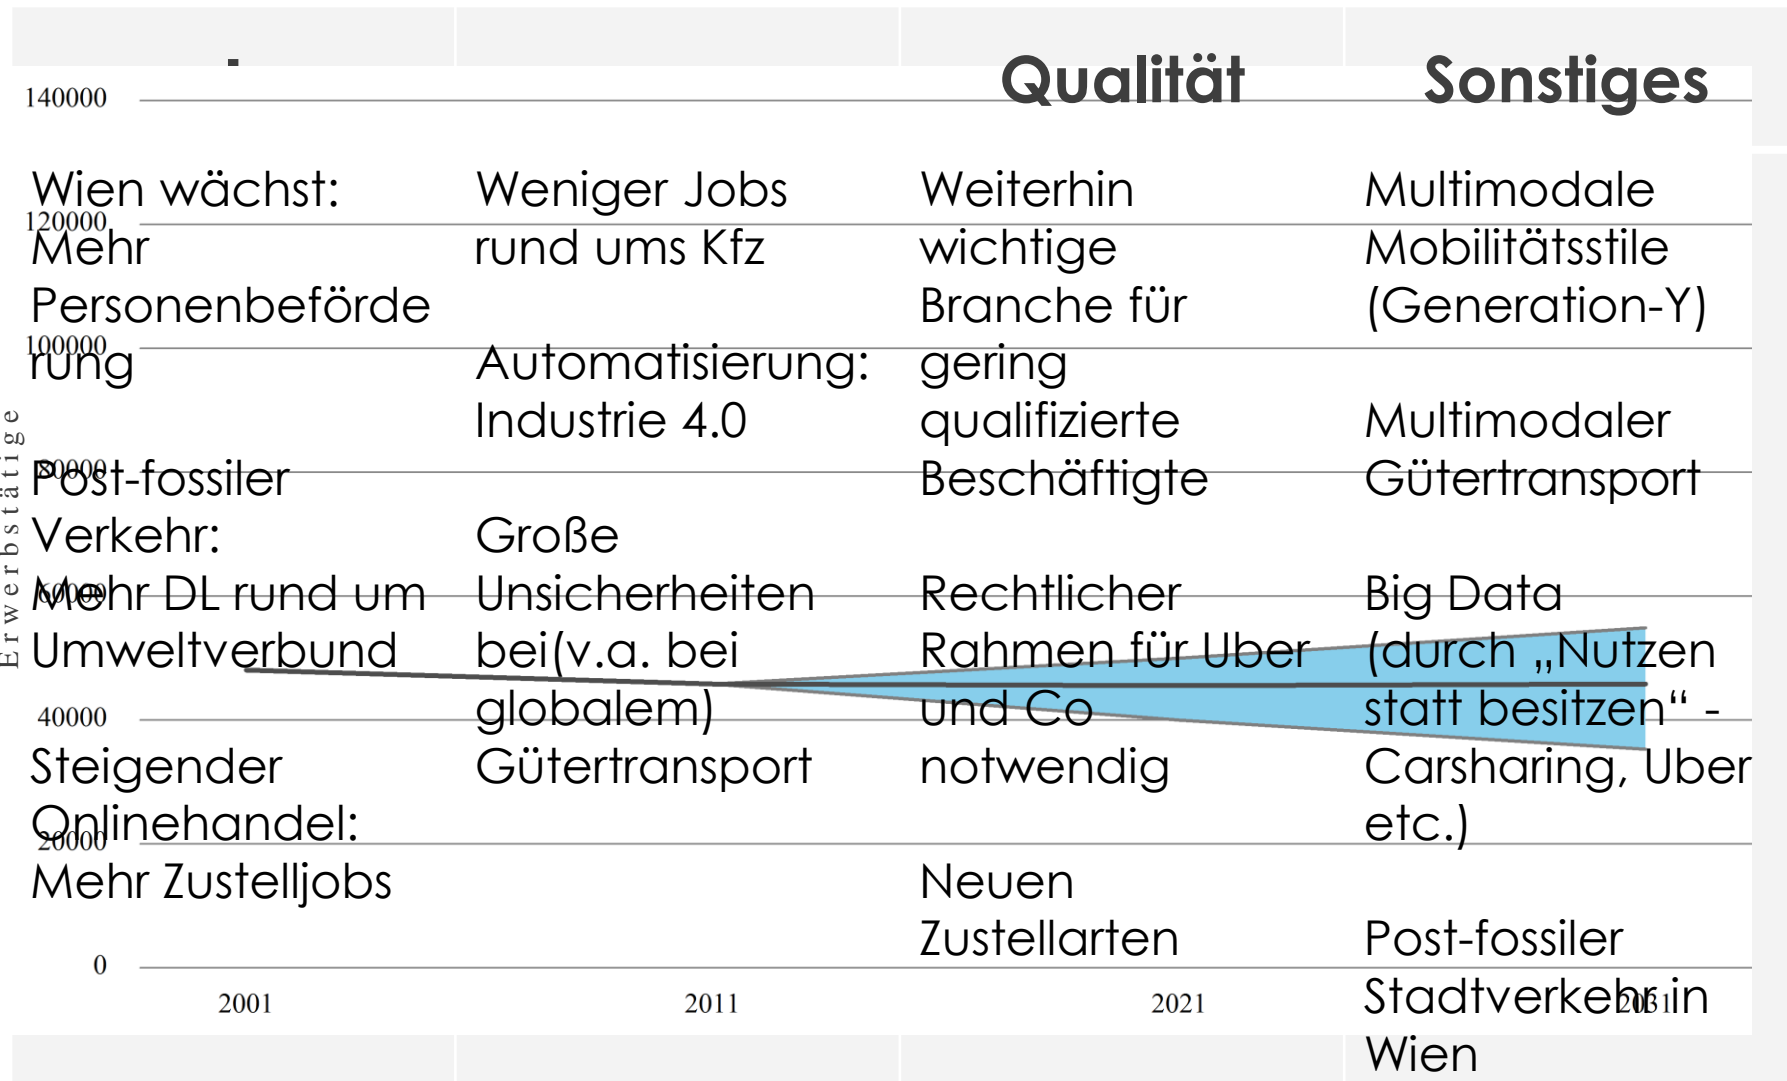 Qualität
Sonstiges
Wien wächst:
Mehr
Personenbeförde
rung
Post-fossiler
Verkehr:
Mehr DL rund um
Umweltverbund
Steigender
Onlinehandel:
Mehr Zustelljobs
Weniger Jobs
rund ums Kfz
Automatisierung:
Industrie 4.0
Große
Unsicherheiten
bei(v.a. bei
globalem)
Gütertransport
Weiterhin
wichtige
Branche für
gering
qualifizierte
Beschäftigte
Rechtlicher
Rahmen für Uber
und Co
notwendig
Neuen
Zustellarten
Multimodale
Mobilitätsstile
(Generation-Y)
Multimodaler
Gütertransport
Big Data
(durch „Nutzen
statt besitzen“ -
Carsharing, Uber
etc.)
Post-fossiler
Stadtverkehr in
Wien
Erwerbstätige
140000
120000
100000
80000
60000
40000
20000
0
2001
2011
2021
2031